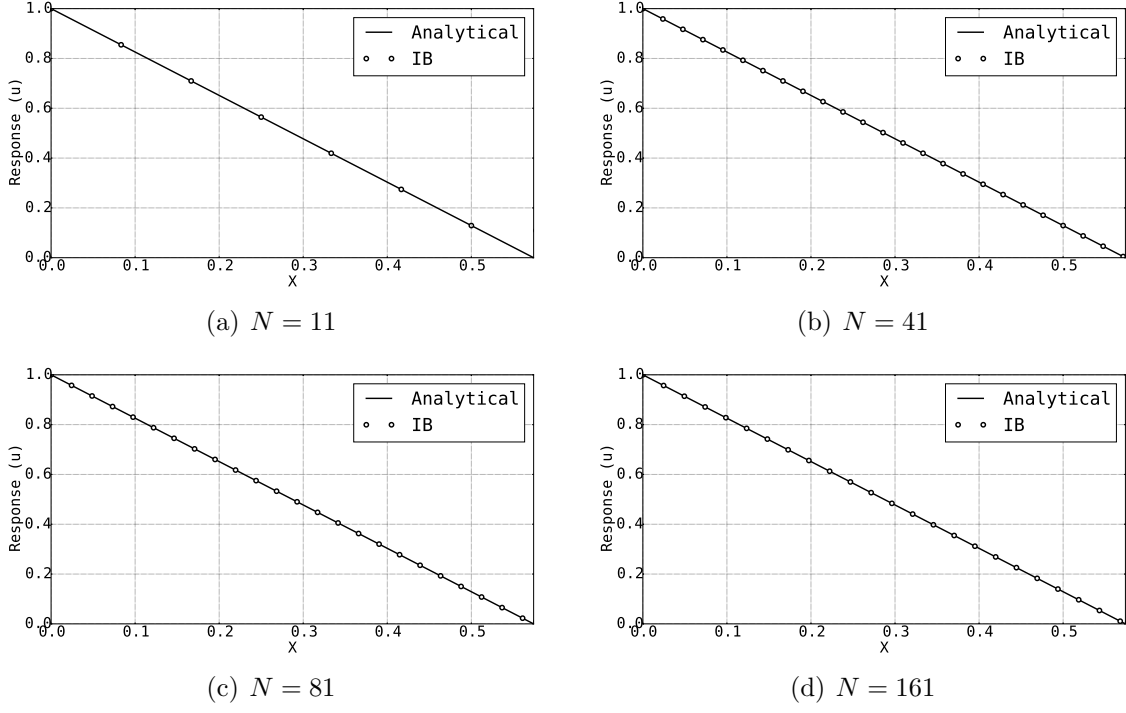 1.0
0.8
0.6
0.4
0.2
0.0
Response (u)
Analytical
IB
0.0 0.1 0.2 0.3 0.4 0.5
X
(a) N = 11
1.0
0.8
0.6
0.4
0.2
0.0
Response (u)
Analytical
IB
0.0 0.1 0.2 0.3 0.4 0.5
X
(b) N = 41
1.0
0.8
0.6
0.4
0.2
0.0
Response (u)
Analytical
IB
0.0 0.1 0.2 0.3 0.4 0.5
X
(c) N = 81
1.0
0.8
0.6
0.4
0.2
0.0
Response (u)
Analytical
IB
0.0 0.1 0.2 0.3 0.4 0.5
X
(d) N = 161